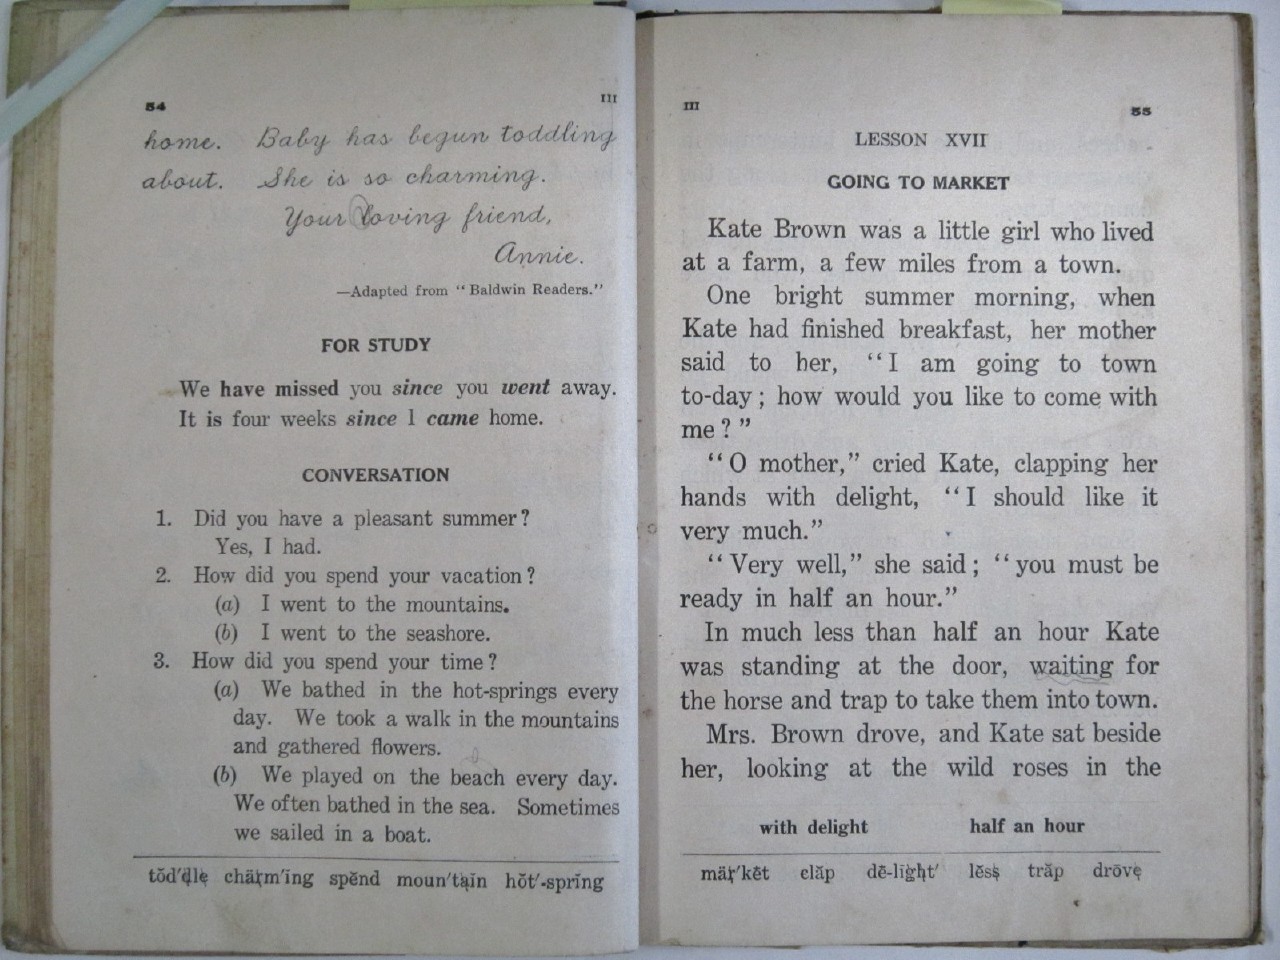 54
III
home. Baby has begun toddling
about. She is so charming.
Your loving friend,
Annie.
—Adapted from "Baldwin Readers."
FOR STUDY
We have missed you since you went away.
It is four weeks since I came home.
CONVERSATION
1. Did you have a pleasant summer?
Yes, I had.
2. How did you spend your vacation?
(a) I went to the mountains.
(b) I went to the seashore.
3. How did you spend your time?
(a) We bathed in the hot-springs every
day. We took a walk in the mountains
and gathered flowers.
(b) We played on the beach every day.
We often bathed in the sea. Sometimes
we sailed in a boat.
tŏd′dle chärm′ing spĕnd moun′tain hŏt′-sprĭng
III
55
LESSON XVII
GOING TO MARKET
Kate Brown was a little girl who lived
at a farm, a few miles from a town.
One bright summer morning, when
Kate had finished breakfast, her mother
said to her, "I am going to town
to-day; how would you like to come with
me?"
"O mother," cried Kate, clapping her
hands with delight, "I should like it
very much."
"Very well," she said; "you must be
ready in half an hour."
In much less than half an hour Kate
was standing at the door, waiting for
the horse and trap to take them into town.
Mrs. Brown drove, and Kate sat beside
her, looking at the wild roses in the
with delight
half an hour
mär′kĕt clăp dē-līght′ lĕss trăp drōve